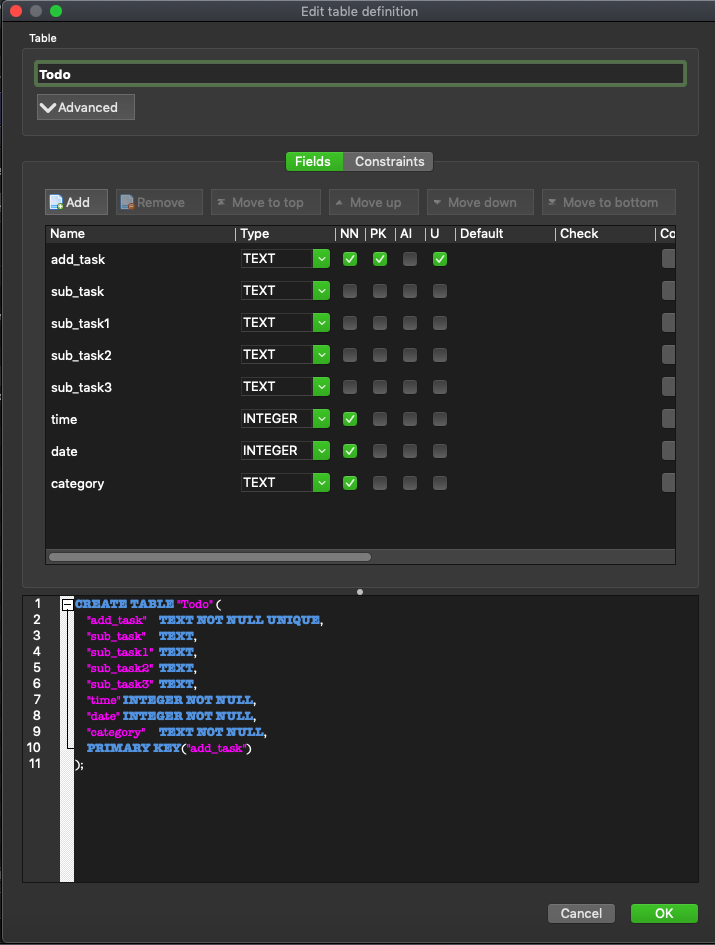 Edit table definition
Table
Todo
Advanced
Fields Constraints
Add Remove Move to top Move up Move down Move to bottom
Name Type NN PK AI U Default Check Co
add_task TEXT
sub_task TEXT
sub_task1 TEXT
sub_task2 TEXT
sub_task3 TEXT
time INTEGER
date INTEGER
category TEXT
1 CREATE TABLE "Todo" (
2 "add_task" TEXT NOT NULL UNIQUE,
3 "sub_task" TEXT,
4 "sub_task1" TEXT,
5 "sub_task2" TEXT,
6 "sub_task3" TEXT,
7 "time" INTEGER NOT NULL,
8 "date" INTEGER NOT NULL,
9 "category" TEXT NOT NULL,
10 PRIMARY KEY("add_task")
11 );
Cancel OK